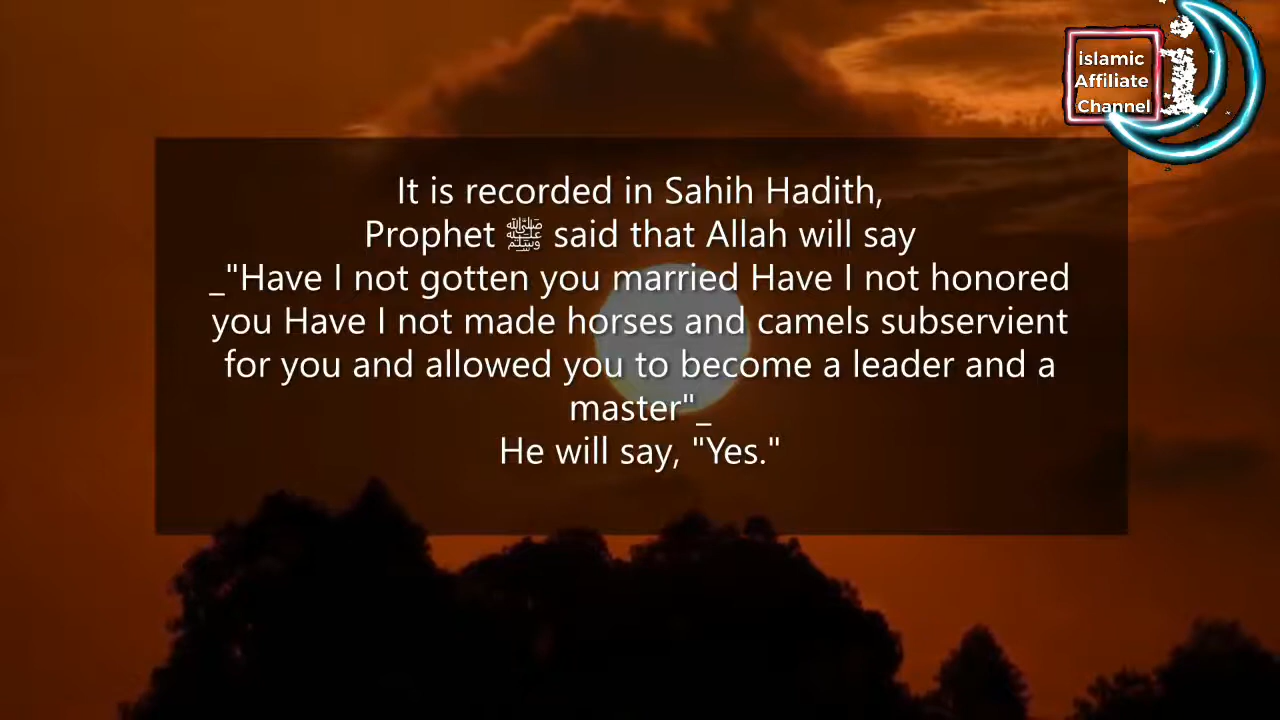 islamic
Affiliate
Channel
It is recorded in Sahih Hadith,
Prophet ﷺ said that Allah will say
_"Have I not gotten you married Have I not honored
you Have I not made horses and camels subservient
for you and allowed you to become a leader and a
master"_
He will say, "Yes."